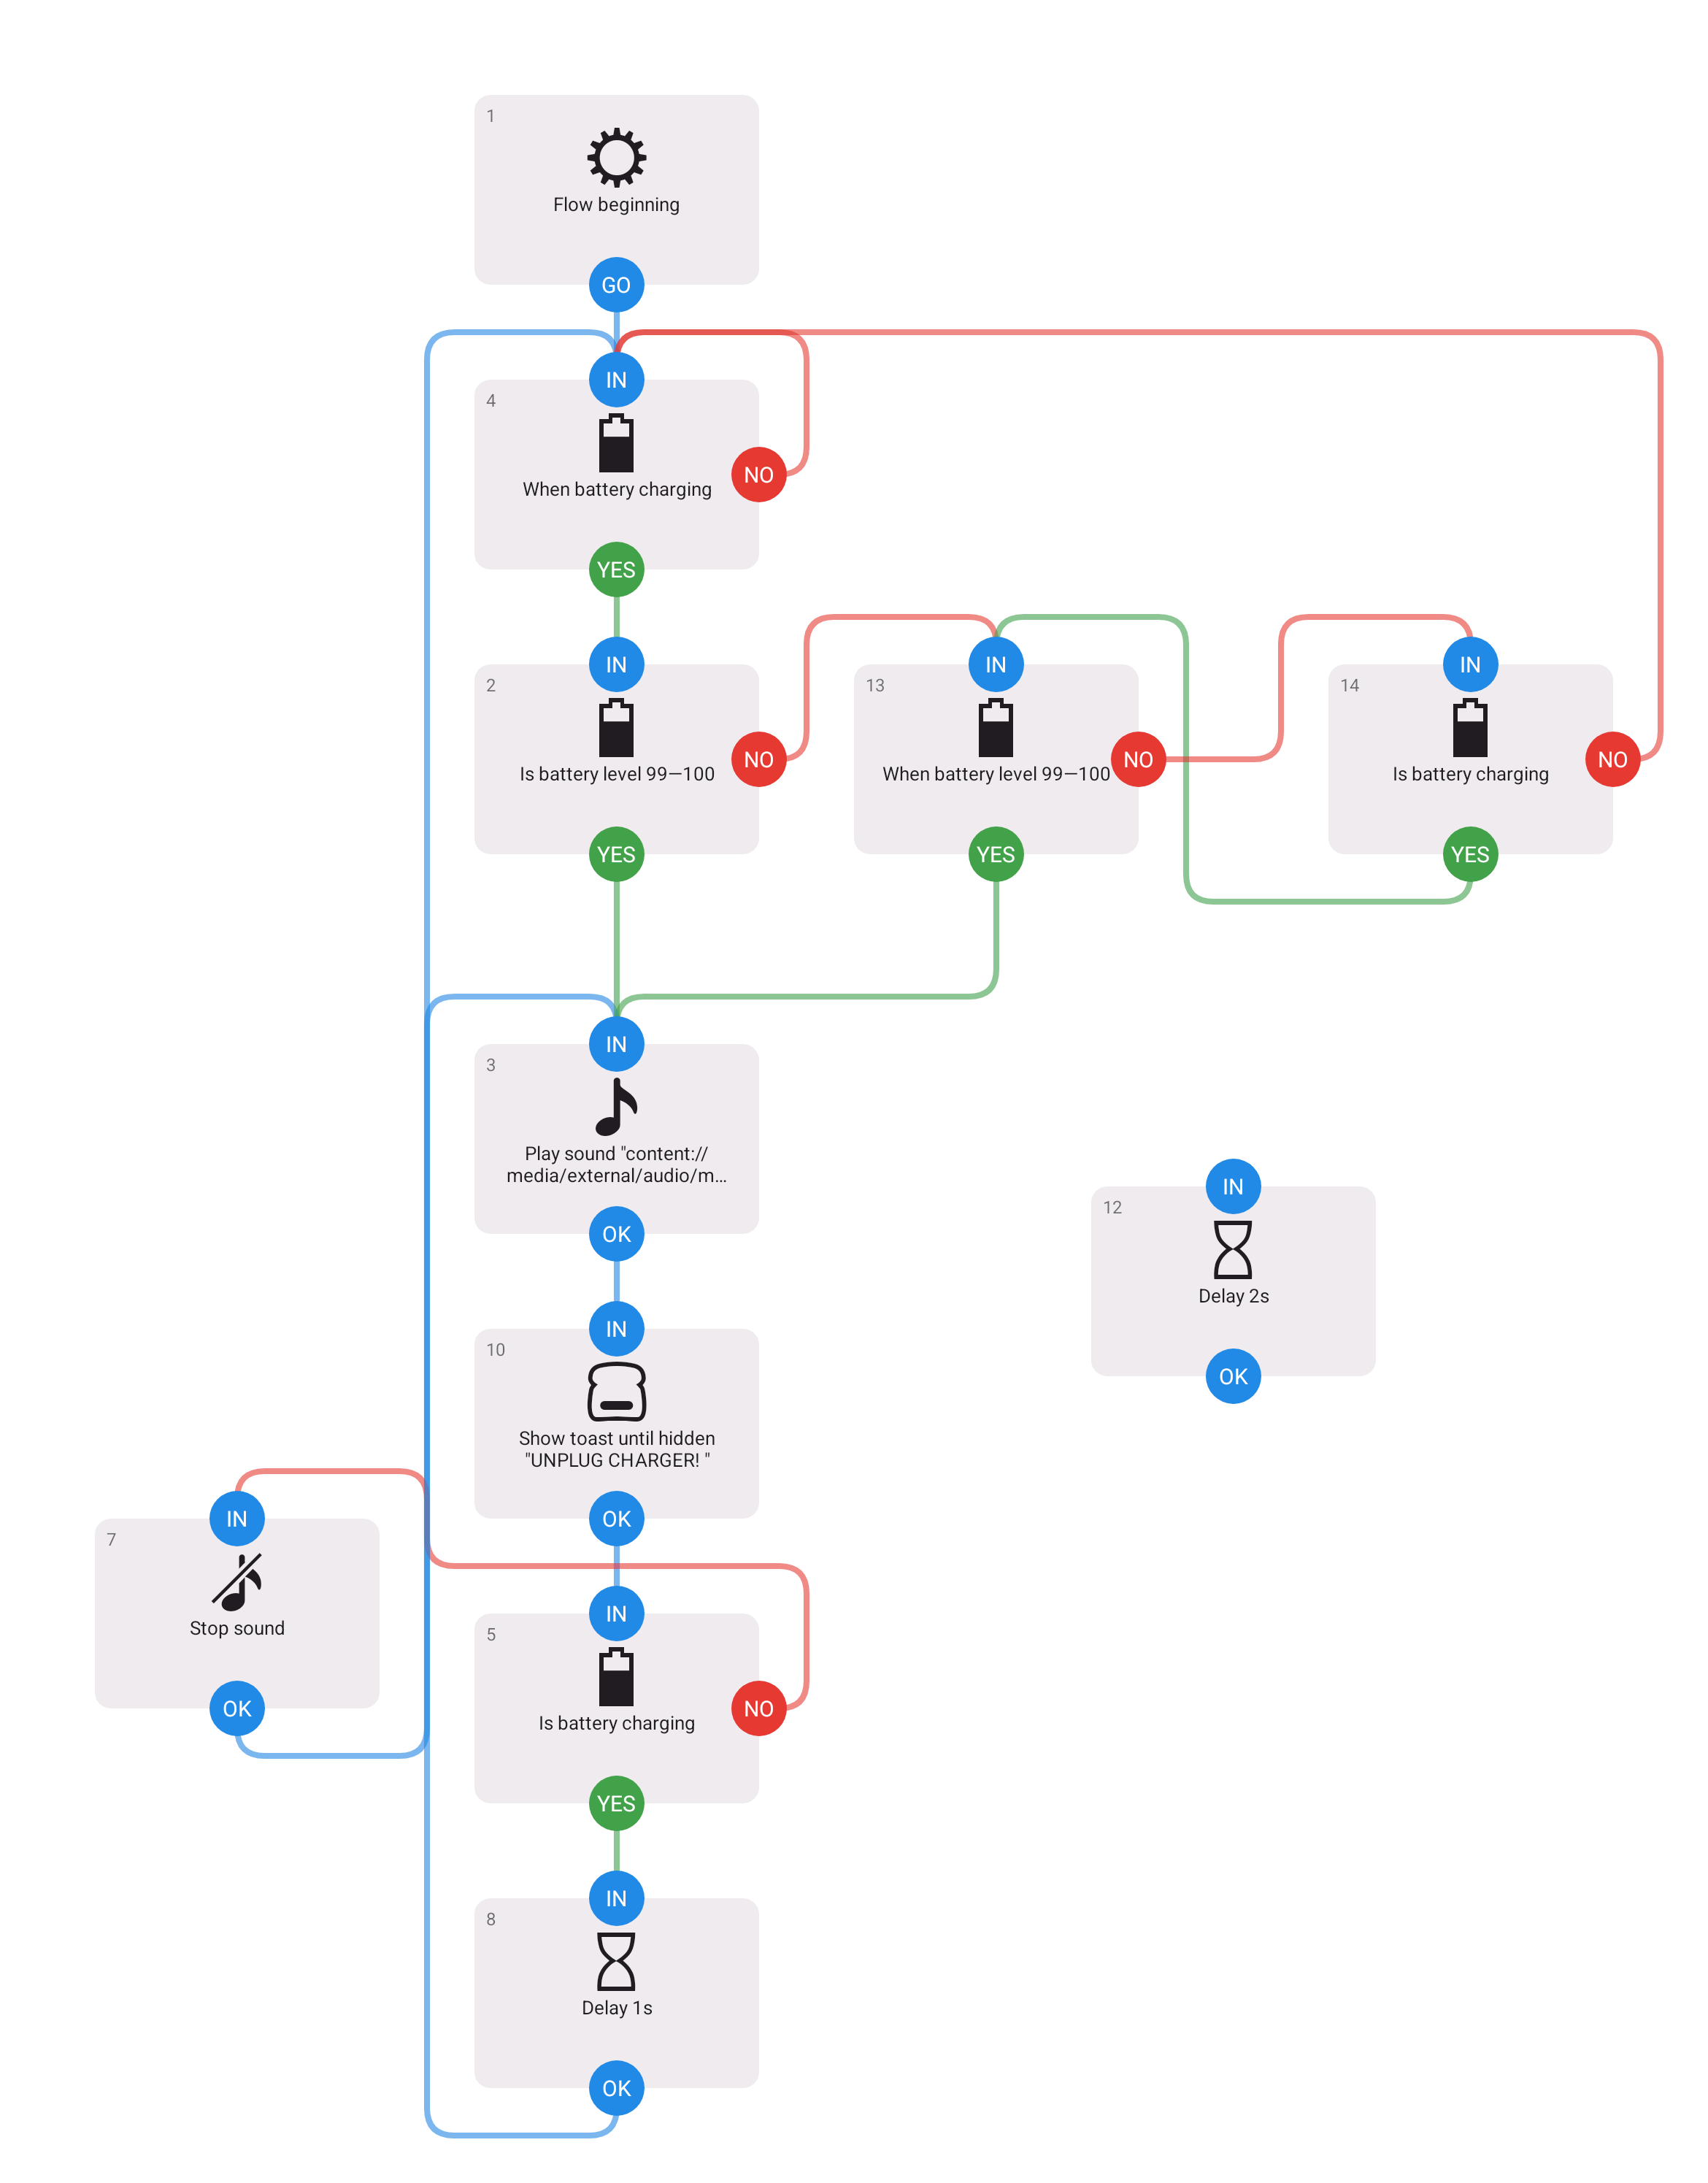 1
Flow beginning
GO
IN
4
When battery charging
NO
YES
IN
2
Is battery level 99—100
NO
YES
IN
13
When battery level 99—100
NO
YES
IN
14
Is battery charging
NO
YES
IN
3
Play sound "content://
media/external/audio/m...
OK
IN
12
Delay 2s
OK
IN
10
Show toast until hidden
"UNPLUG CHARGER! "
OK
IN
7
Stop sound
OK
IN
5
Is battery charging
NO
YES
IN
8
Delay 1s
OK